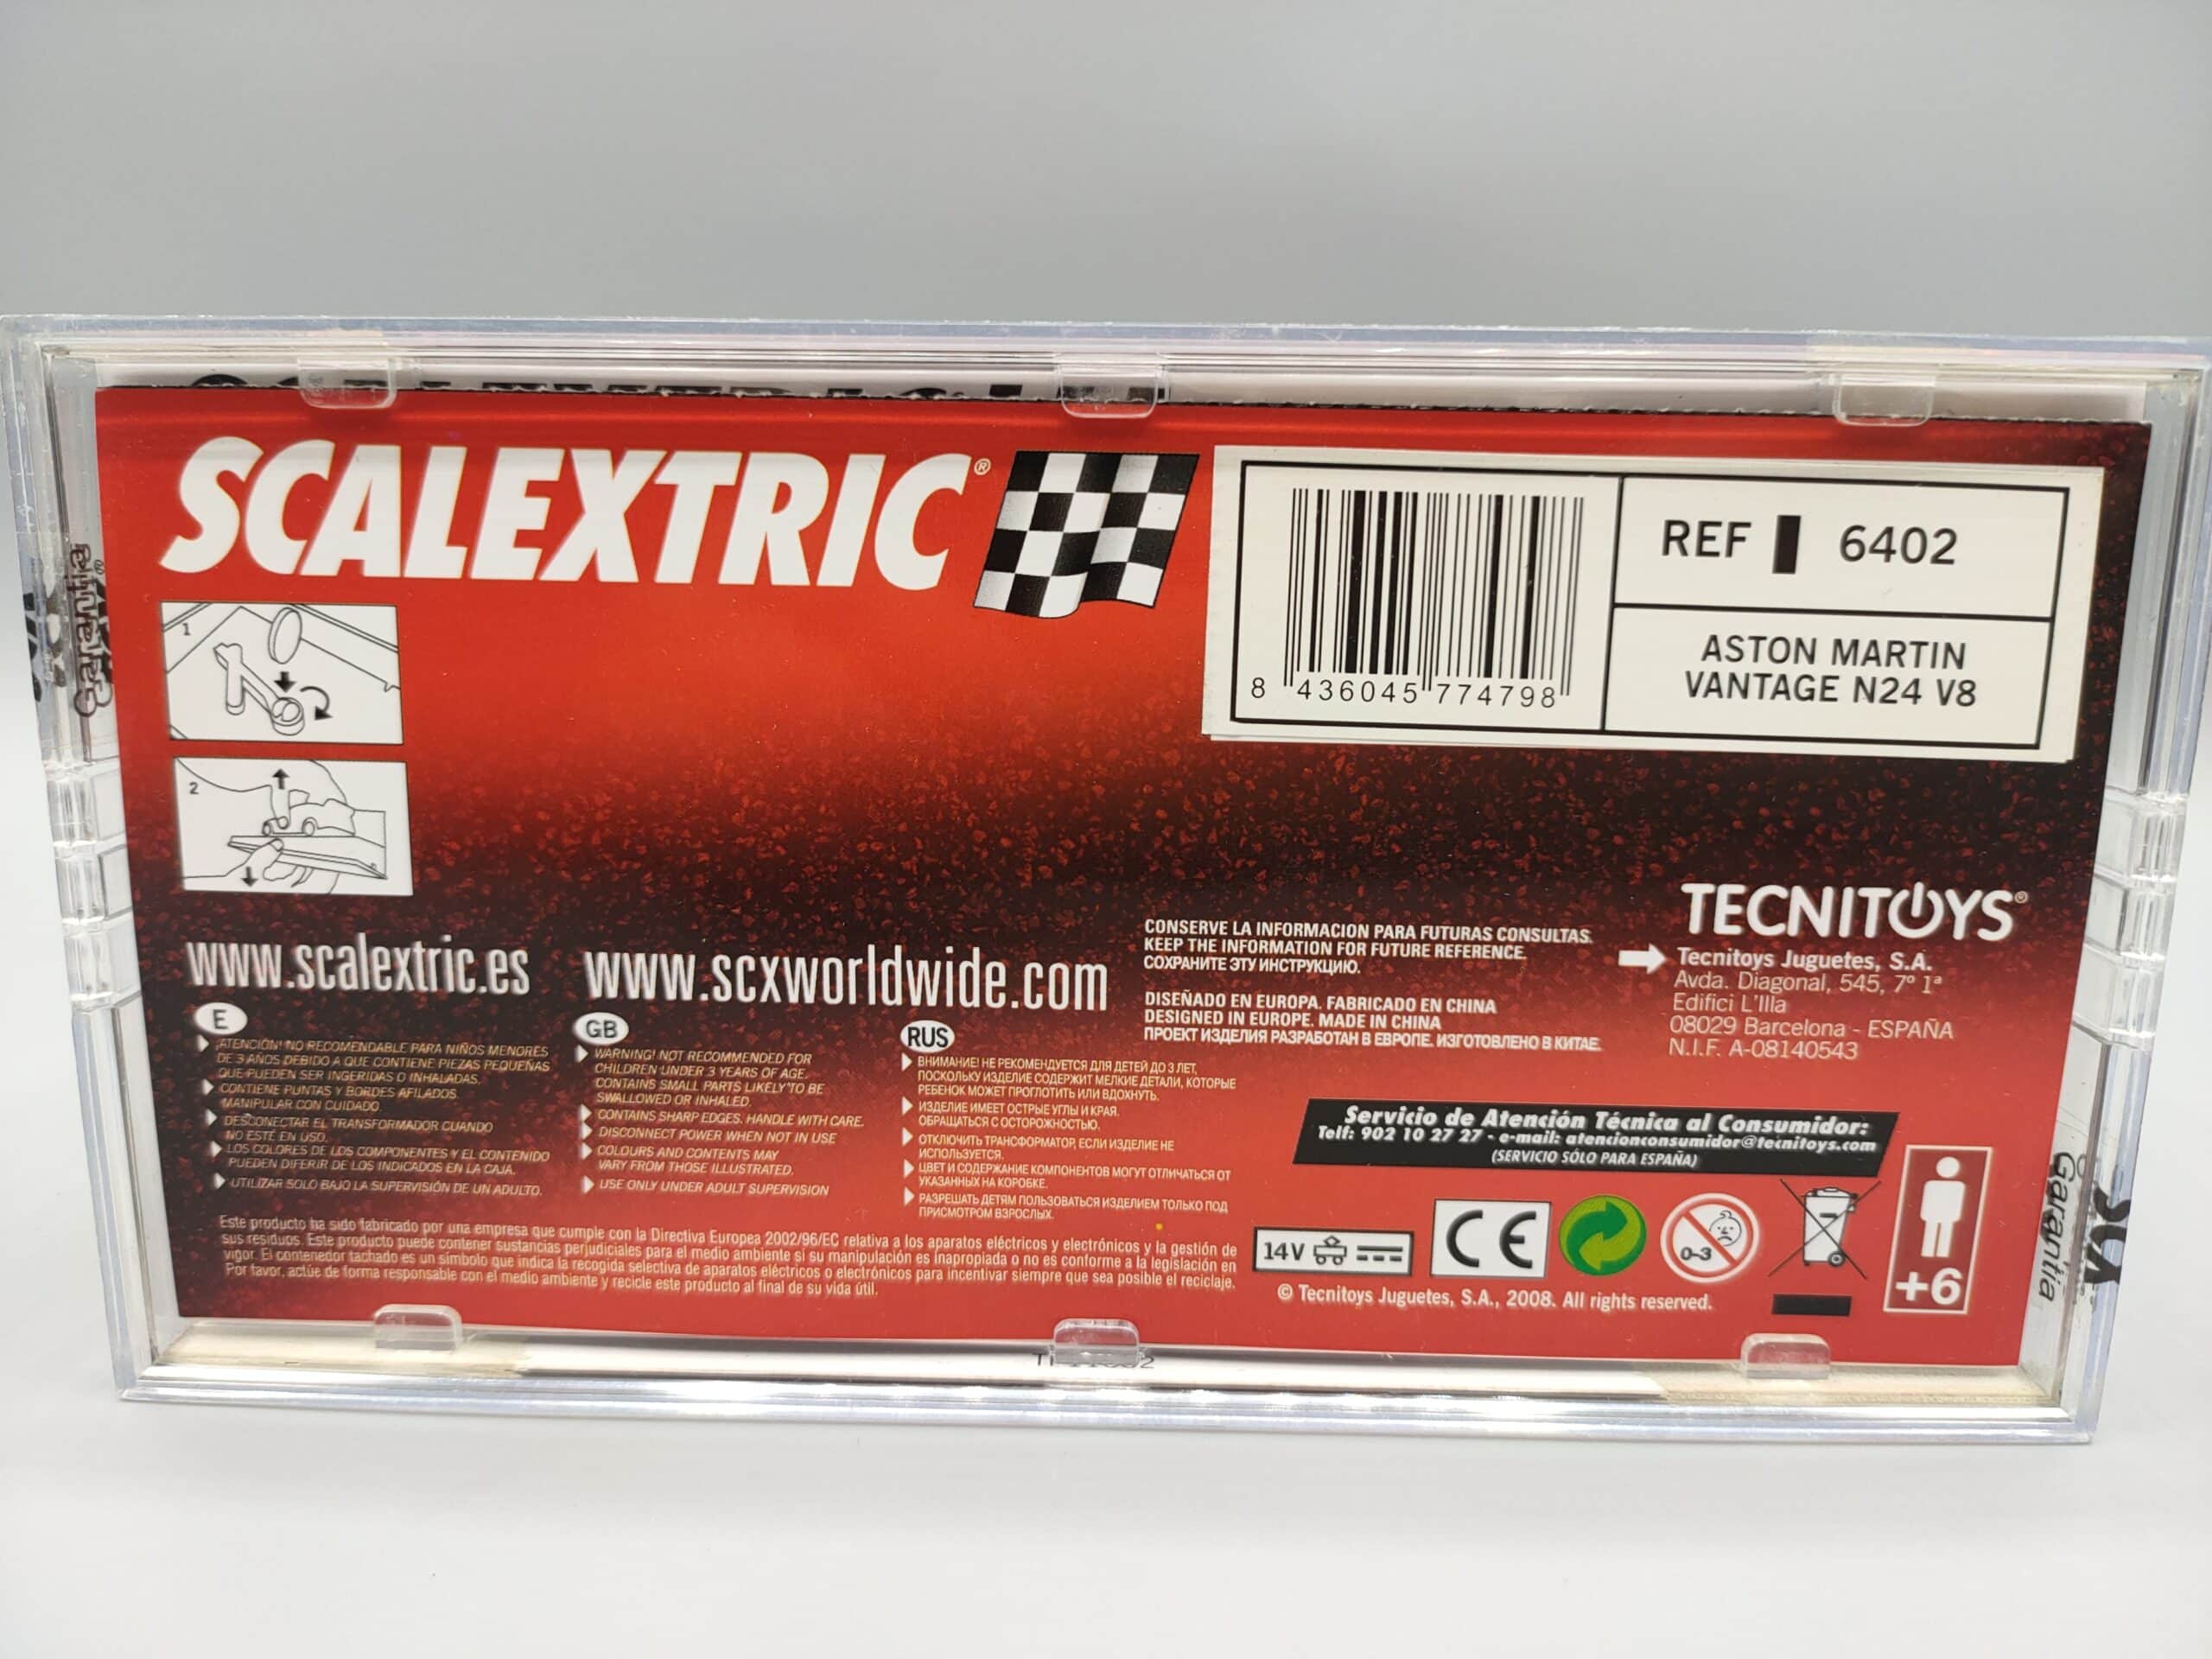 SCALEXTRIC®
8 436045 774798
REF 6402
ASTON MARTIN
VANTAGE N24 V8
1
2
www.scalextric.es
www.scxworldwide.com
CONSERVE LA INFORMACION PARA FUTURAS CONSULTAS.
KEEP THE INFORMATION FOR FUTURE REFERENCE.
СОХРАНИТЕ ЭТУ ИНСТРУКЦИЮ.
DISEÑADO EN EUROPA. FABRICADO EN CHINA
DESIGNED IN EUROPE. MADE IN CHINA
ПРОЕКТ ИЗДЕЛИЯ РАЗРАБОТАН В ЕВРОПЕ. ИЗГОТОВЛЕНО В КИТАЕ.
TECNITOYS®
Tecnitoys Juguetes, S.A.
Avda. Diagonal, 545, 7º 1ª
Edifici L'Illa
08029 Barcelona - ESPAÑA
N.I.F. A-08140543
E
¡ATENCIÓN! NO RECOMENDABLE PARA NIÑOS MENORES
DE 3 AÑOS DEBIDO A QUE CONTIENE PIEZAS PEQUEÑAS
QUE PUEDEN SER INGERIDAS O INHALADAS.
CONTIENE PUNTAS Y BORDES AFILADOS.
MANIPULAR CON CUIDADO.
DESCONECTAR EL TRANSFORMADOR CUANDO
NO ESTÉ EN USO.
LOS COLORES DE LOS COMPONENTES Y EL CONTENIDO
PUEDEN DIFERIR DE LOS INDICADOS EN LA CAJA.
UTILIZAR SOLO BAJO LA SUPERVISIÓN DE UN ADULTO.
GB
WARNING! NOT RECOMMENDED FOR
CHILDREN UNDER 3 YEARS OF AGE.
CONTAINS SMALL PARTS LIKELY TO BE
SWALLOWED OR INHALED.
CONTAINS SHARP EDGES. HANDLE WITH CARE.
DISCONNECT POWER WHEN NOT IN USE
COLOURS AND CONTENTS MAY
VARY FROM THOSE ILLUSTRATED.
USE ONLY UNDER ADULT SUPERVISION
RUS
ВНИМАНИЕ! НЕ РЕКОМЕНДУЕТСЯ ДЛЯ ДЕТЕЙ ДО 3 ЛЕТ,
ПОСКОЛЬКУ ИЗДЕЛИЕ СОДЕРЖИТ МЕЛКИЕ ДЕТАЛИ, КОТОРЫЕ
РЕБЕНОК МОЖЕТ ПРОГЛОТИТЬ ИЛИ ВДОХНУТЬ.
ИЗДЕЛИЕ ИМЕЕТ ОСТРЫЕ УГЛЫ И КРАЯ.
ОБРАЩАТЬСЯ С ОСТОРОЖНОСТЬЮ.
ОТКЛЮЧИТЬ ТРАНСФОРМАТОР, ЕСЛИ ИЗДЕЛИЕ НЕ
ИСПОЛЬЗУЕТСЯ.
ЦВЕТ И СОДЕРЖАНИЕ КОМПОНЕНТОВ МОГУТ ОТЛИЧАТЬСЯ ОТ
УКАЗАННЫХ НА КОРОБКЕ.
РАЗРЕШАТЬ ДЕТЯМ ПОЛЬЗОВАТЬСЯ ИЗДЕЛИЕМ ТОЛЬКО ПОД
ПРИСМОТРОМ ВЗРОСЛЫХ.
Servicio de Atención Técnica al Consumidor:
Telf: 902 10 27 27 - e-mail: atencionconsumidor@tecnitoys.com
(SERVICIO SÓLO PARA ESPAÑA)
Este producto ha sido fabricado por una empresa que cumple con la Directiva Europea 2002/96/EC relativa a los aparatos eléctricos y electrónicos y la gestión de
sus residuos. Este producto puede contener sustancias perjudiciales para el medio ambiente si su manipulación es inapropiada o no es conforme a la legislación en
vigor. El contenedor tachado es un símbolo que indica la recogida selectiva de aparatos eléctricos o electrónicos para incentivar siempre que sea posible el reciclaje.
Por favor, actúe de forma responsable con el medio ambiente y recicle este producto al final de su vida útil.
14V
CE
0-3
+6
© Tecnitoys Juguetes, S.A., 2008. All rights reserved.
Garantía